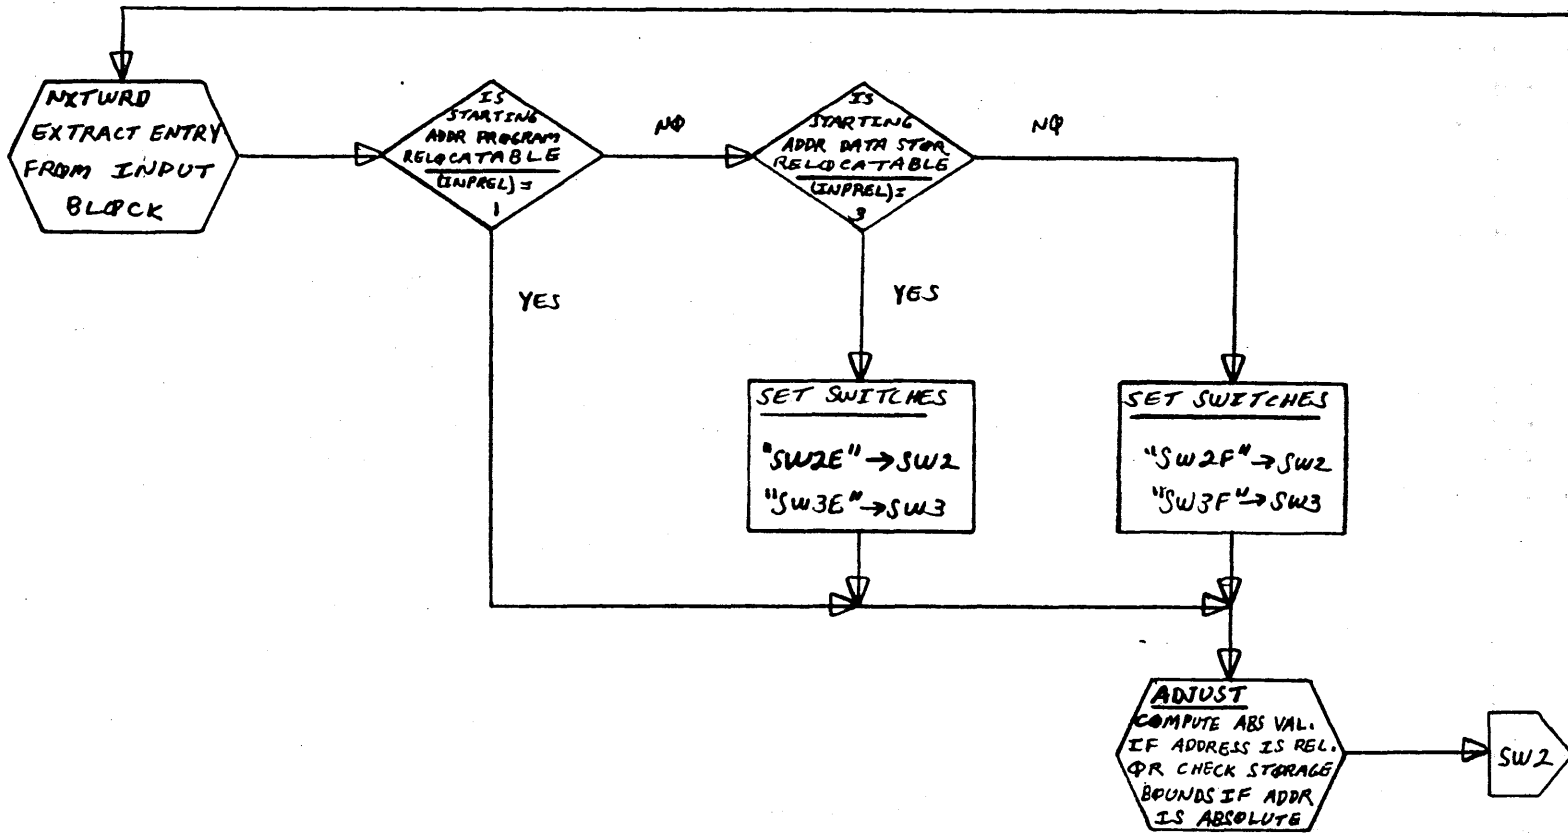 NXTWRD
EXTRACT ENTRY
FROM INPUT
BLOCK
IS
STARTING
ADDR PROGRAM
RELOCATABLE
(INPREL) =
1
NO
YES
IS
STARTING
ADDR DATA STOR
RELOCATABLE
(INPREL) =
3
NO
YES
SET SWITCHES
"SW2E" → SW2
"SW3E" → SW3
SET SWITCHES
"SW2F" → SW2
"SW3F" → SW3
ADJUST
COMPUTE ABS VAL.
IF ADDRESS IS REL.
OR CHECK STORAGE
BOUNDS IF ADDR
IS ABSOLUTE
SW2